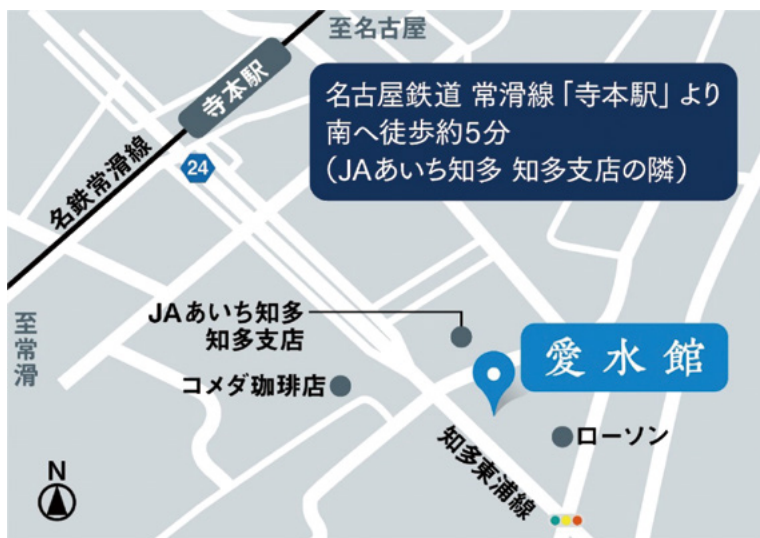 至名古屋
寺本駅
名古屋鉄道 常滑線「寺本駅」より
南へ徒歩約5分
（JAあいち知多 知多支店の隣）
24
名鉄常滑線
至常滑
JAあいち知多
知多支店
愛水館
コメダ珈琲店
ローソン
知多東浦線
N